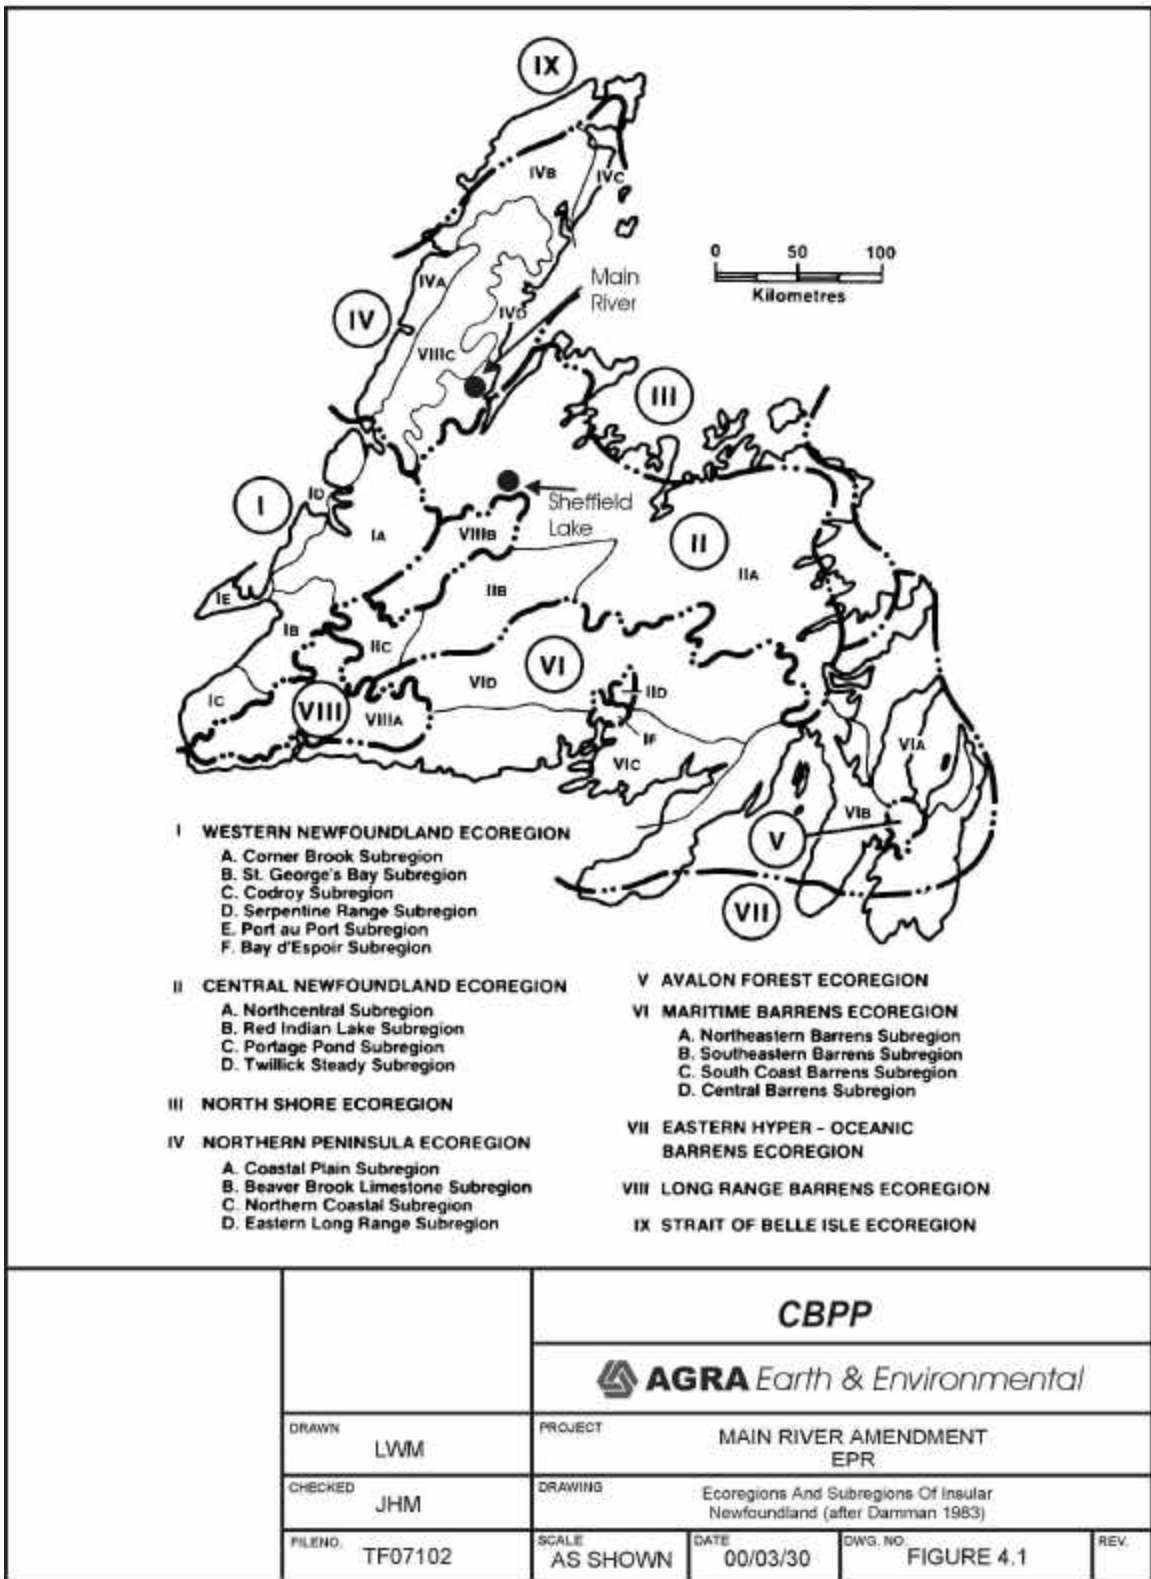 IX
IVB
IVC
0 50 100
Kilometres
Main
River
IVA
IVD
IV
VIIIC
III
I
ID
Sheffield
Lake
IA
VIIIB
II
IIA
IIB
IE
IB
IIC
VI
VID
IID
IC
VIII
VIIIA
IF
VIC
VIA
VIB
V
VII
I WESTERN NEWFOUNDLAND ECOREGION
A. Corner Brook Subregion
B. St. George's Bay Subregion
C. Codroy Subregion
D. Serpentine Range Subregion
E. Port au Port Subregion
F. Bay d'Espoir Subregion
II CENTRAL NEWFOUNDLAND ECOREGION
A. Northcentral Subregion
B. Red Indian Lake Subregion
C. Portage Pond Subregion
D. Twillick Steady Subregion
III NORTH SHORE ECOREGION
IV NORTHERN PENINSULA ECOREGION
A. Coastal Plain Subregion
B. Beaver Brook Limestone Subregion
C. Northern Coastal Subregion
D. Eastern Long Range Subregion
V AVALON FOREST ECOREGION
VI MARITIME BARRENS ECOREGION
A. Northeastern Barrens Subregion
B. Southeastern Barrens Subregion
C. South Coast Barrens Subregion
D. Central Barrens Subregion
VII EASTERN HYPER - OCEANIC
BARRENS ECOREGION
VIII LONG RANGE BARRENS ECOREGION
IX STRAIT OF BELLE ISLE ECOREGION
CBPP
AGRA Earth & Environmental
DRAWN
LWM
PROJECT
MAIN RIVER AMENDMENT
EPR
CHECKED
JHM
DRAWING
Ecoregions And Subregions Of Insular
Newfoundland (after Damman 1983)
FILENO.
TF07102
SCALE
AS SHOWN
DATE
00/03/30
DWG. NO.
FIGURE 4.1
REV.